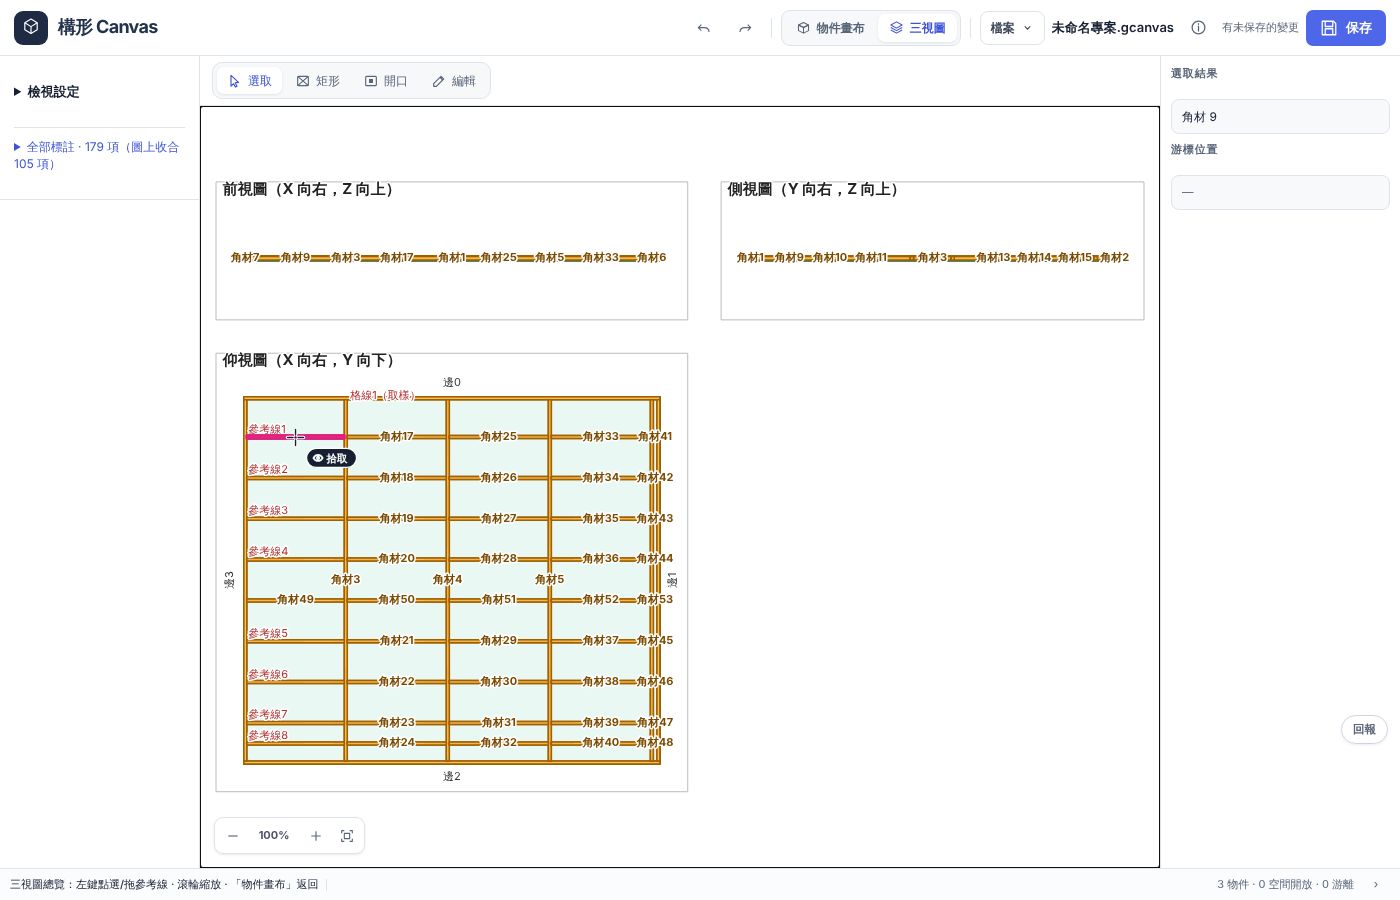 構形 Canvas
物件畫布
三視圖
檔案
未命名專案.gcanvas
有未保存的變更
保存
檢視設定
全部標註 · 179 項（圖上收合
105 項）
選取
矩形
開口
編輯
前視圖（X 向右，Z 向上）
角材7 角材9 角材3 角材17 角材1 角材25 角材5 角材33 角材6
側視圖（Y 向右，Z 向上）
角材1 角材9 角材10 角材11 角材3 角材13 角材14 角材15 角材2
仰視圖（X 向右，Y 向下）
邊0
格線1（取樣）
參考線1 角材17 角材25 角材33 角材41
拾取
參考線2 角材18 角材26 角材34 角材42
參考線3 角材19 角材27 角材35 角材43
參考線4 角材20 角材28 角材36 角材44
邊3 角材3 角材4 角材5 邊1
角材49 角材50 角材51 角材52 角材53
參考線5 角材21 角材29 角材37 角材45
參考線6 角材22 角材30 角材38 角材46
參考線7 角材23 角材31 角材39 角材47
參考線8 角材24 角材32 角材40 角材48
邊2
100%
選取結果
角材 9
游標位置
—
回報
三視圖總覽：左鍵點選/拖參考線 · 滾輪縮放 · 「物件畫布」返回
3 物件 · 0 空間開放 · 0 游離